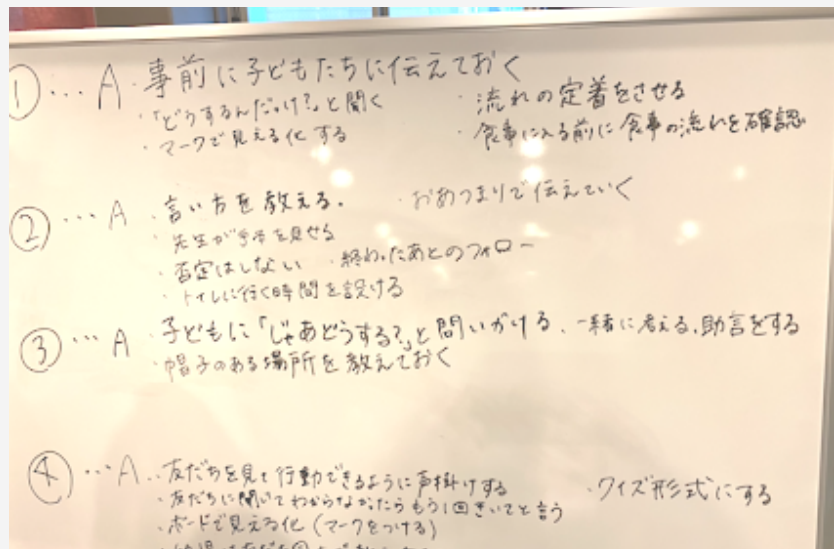 ① … A ・事前に子どもたちに伝えておく
・「どうするんだっけ?」と聞く ・流れの定着をさせる
・マークで見える化する ・食事に入る前に食事の流れを確認
② … A ・言い方を教える. ・おあつまりで伝えていく
・先生が手本を見せる
・否定はしない ・終わったあとのフォロー
・トイレに行く時間を設ける
③ … A ・子どもに「じゃあどうする?」と問いかける、一緒に考える、助言をする
・帽子のある場所を教えておく
④ … A ・友だちを見て行動できるように声掛けする
・友だちに聞いてわからなかったらもう1回きいてと言う ・クイズ形式にする
・ボードで見える化(マークをつける)